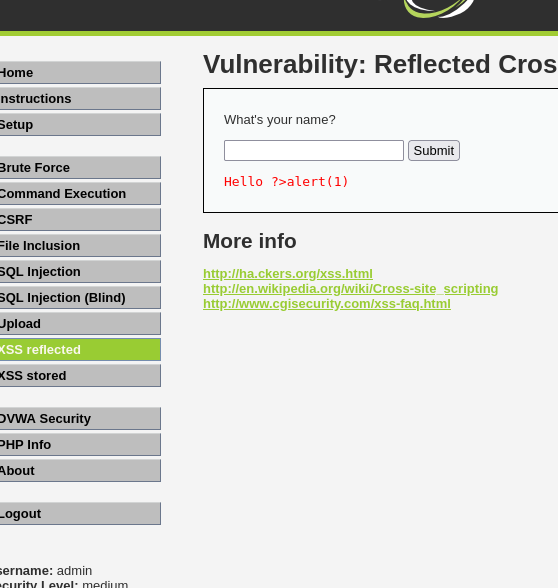 Home
Instructions
Setup
Brute Force
Command Execution
CSRF
File Inclusion
SQL Injection
SQL Injection (Blind)
Upload
XSS reflected
XSS stored
DVWA Security
PHP Info
About
Logout
sername: admin
ecurity Level: medium
Vulnerability: Reflected Cros
What's your name?
Submit
Hello ?>alert(1)
More info
http://ha.ckers.org/xss.html
http://en.wikipedia.org/wiki/Cross-site_scripting
http://www.cgisecurity.com/xss-faq.html